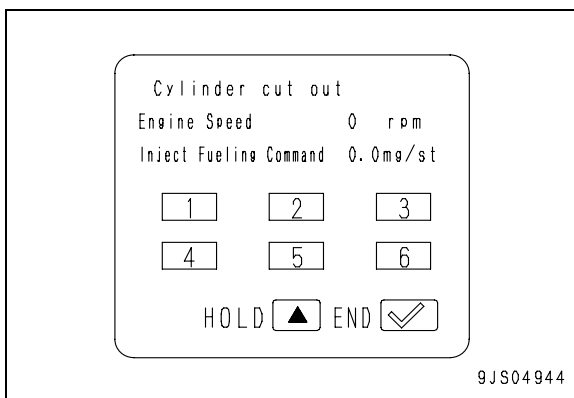 Cylinder cut out
Engine Speed 0 rpm
Inject Fueling Command 0.0mg/st
1 2 3
4 5 6
HOLD ▲ END ✓
9JS04944